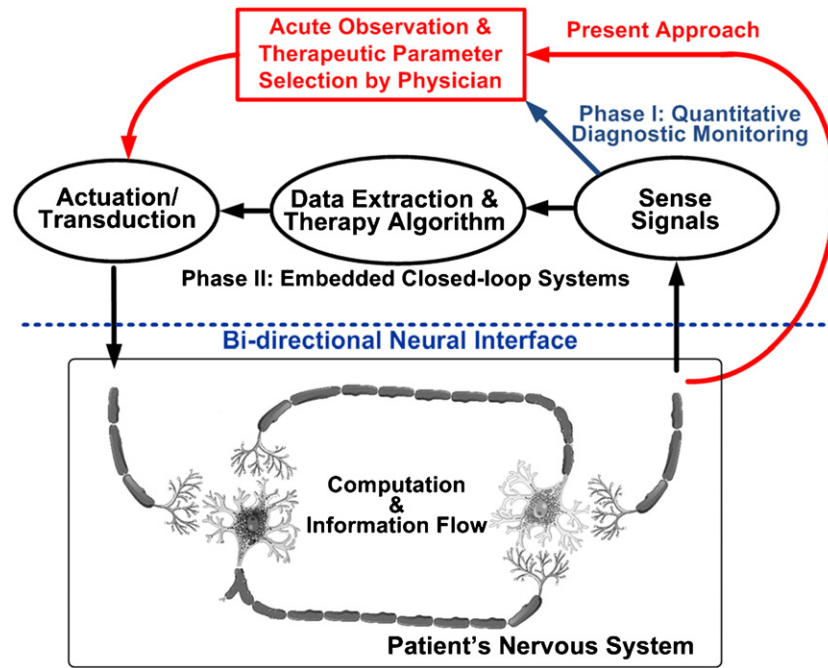 Acute Observation &
Therapeutic Parameter
Selection by Physician
Present Approach
Phase I: Quantitative
Diagnostic Monitoring
Actuation/
Transduction
Data Extraction &
Therapy Algorithm
Sense
Signals
Phase II: Embedded Closed-loop Systems
Bi-directional Neural Interface
Computation
&
Information Flow
Patient's Nervous System